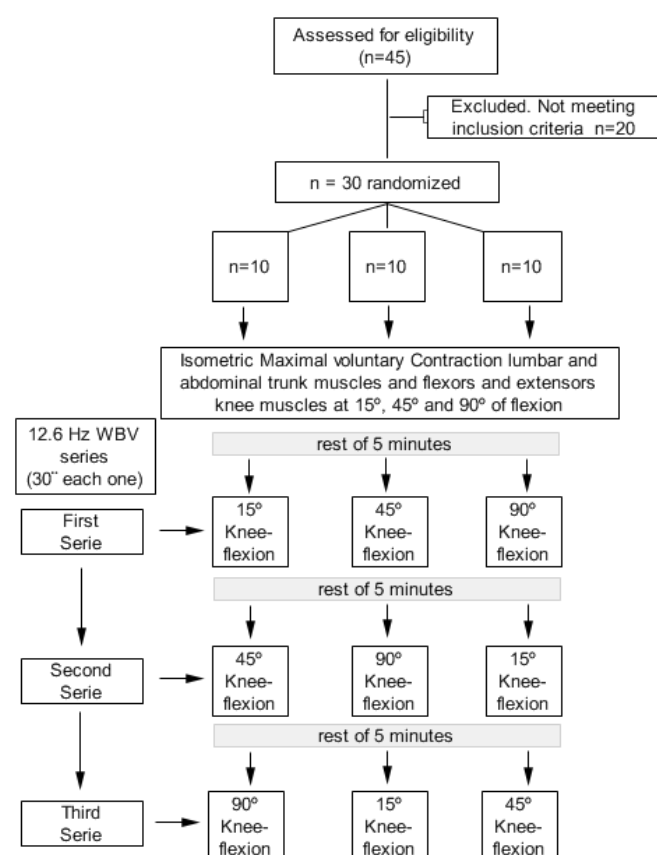 Assessed for eligibility
(n=45)
Excluded. Not meeting
inclusion criteria n=20
n = 30 randomized
n=10
n=10
n=10
Isometric Maximal voluntary Contraction lumbar and
abdominal trunk muscles and flexors and extensors
knee muscles at 15º, 45º and 90º of flexion
12.6 Hz WBV
series
(30¨ each one)
rest of 5 minutes
First
Serie
15º
Knee-
flexion
45º
Knee-
flexion
90º
Knee-
flexion
rest of 5 minutes
Second
Serie
45º
Knee-
flexion
90º
Knee-
flexion
15º
Knee-
flexion
rest of 5 minutes
Third
Serie
90º
Knee-
flexion
15º
Knee-
flexion
45º
Knee-
flexion